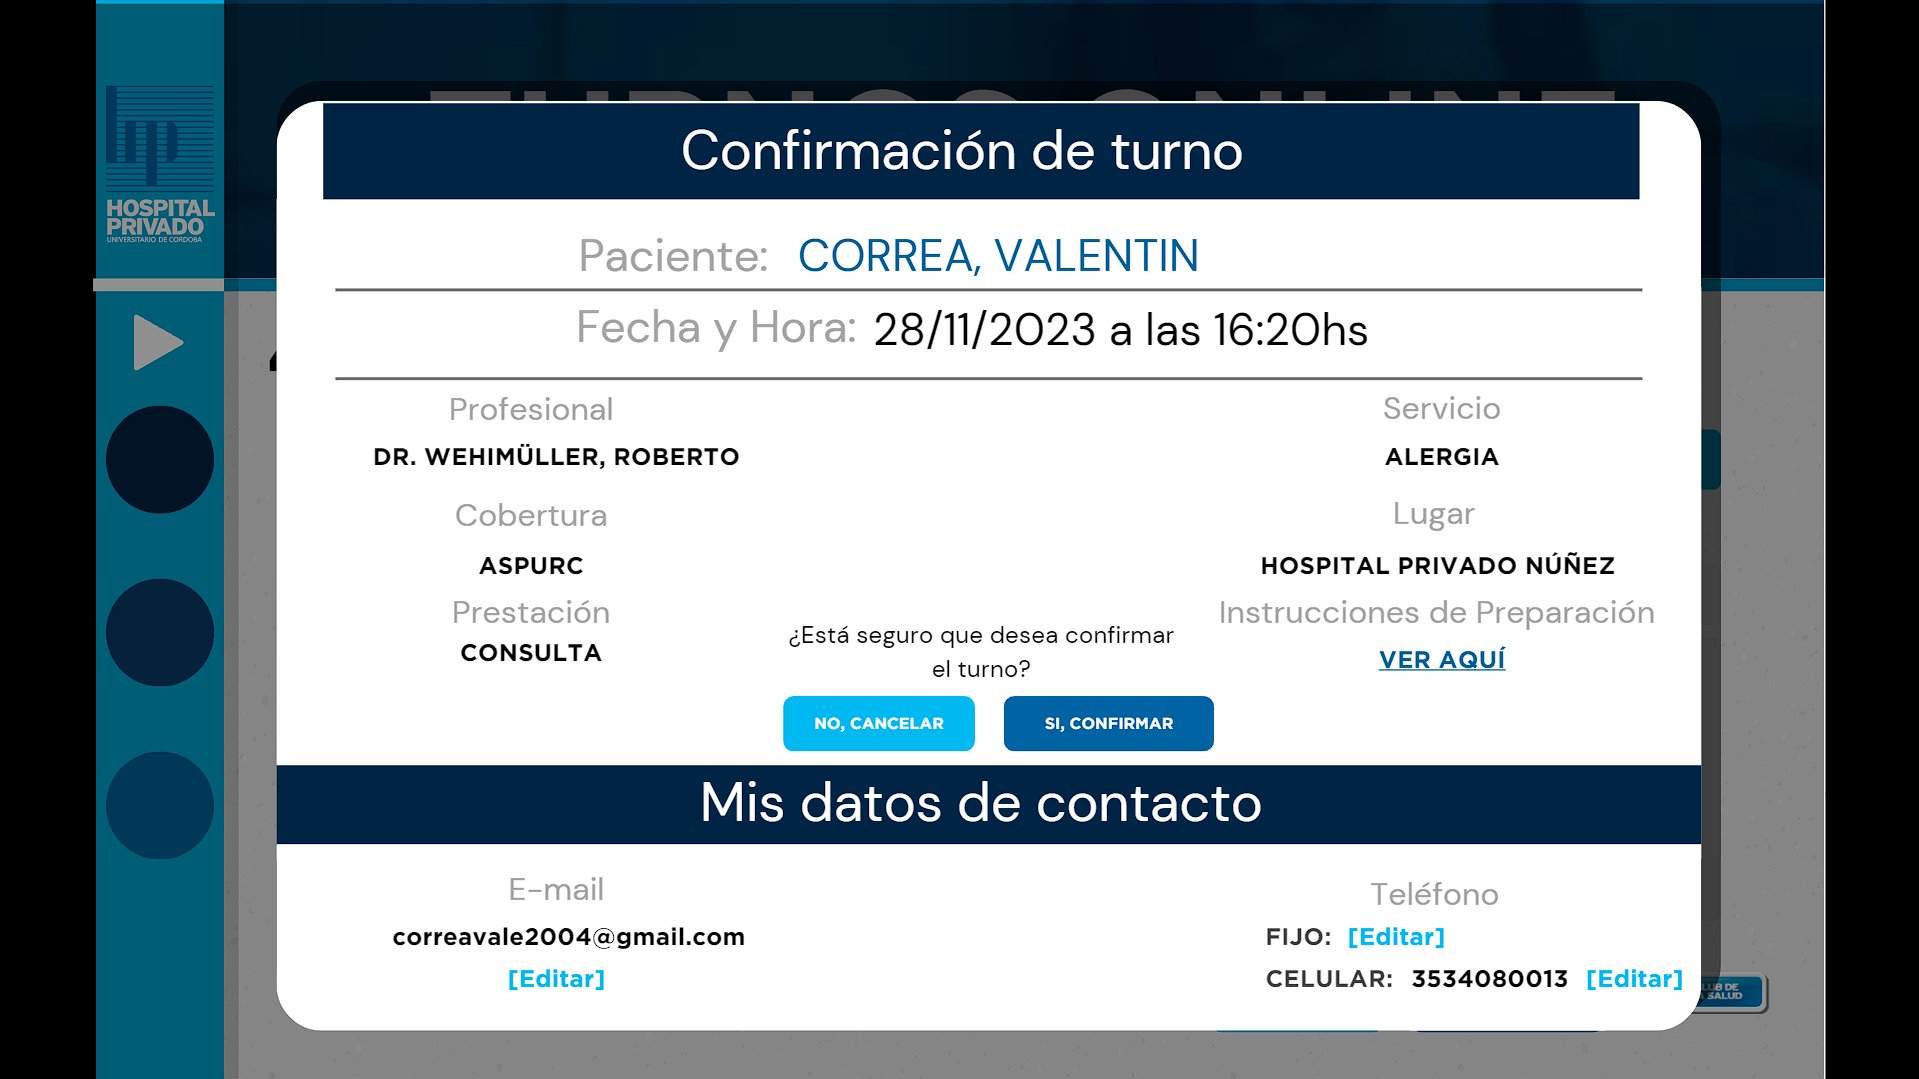 HOSPITAL
PRIVADO
UNIVERSITARIO DE CORDOBA
Confirmación de turno
Paciente: CORREA, VALENTIN
Fecha y Hora: 28/11/2023 a las 16:20hs
Profesional
DR. WEHIMÜLLER, ROBERTO
Servicio
ALERGIA
Cobertura
ASPURC
Lugar
HOSPITAL PRIVADO NÚÑEZ
Prestación
CONSULTA
Instrucciones de Preparación
VER AQUÍ
¿Está seguro que desea confirmar
el turno?
NO, CANCELAR
SI, CONFIRMAR
Mis datos de contacto
E-mail
correavale2004@gmail.com
[Editar]
Teléfono
FIJO: [Editar]
CELULAR: 3534080013 [Editar]
SALUD